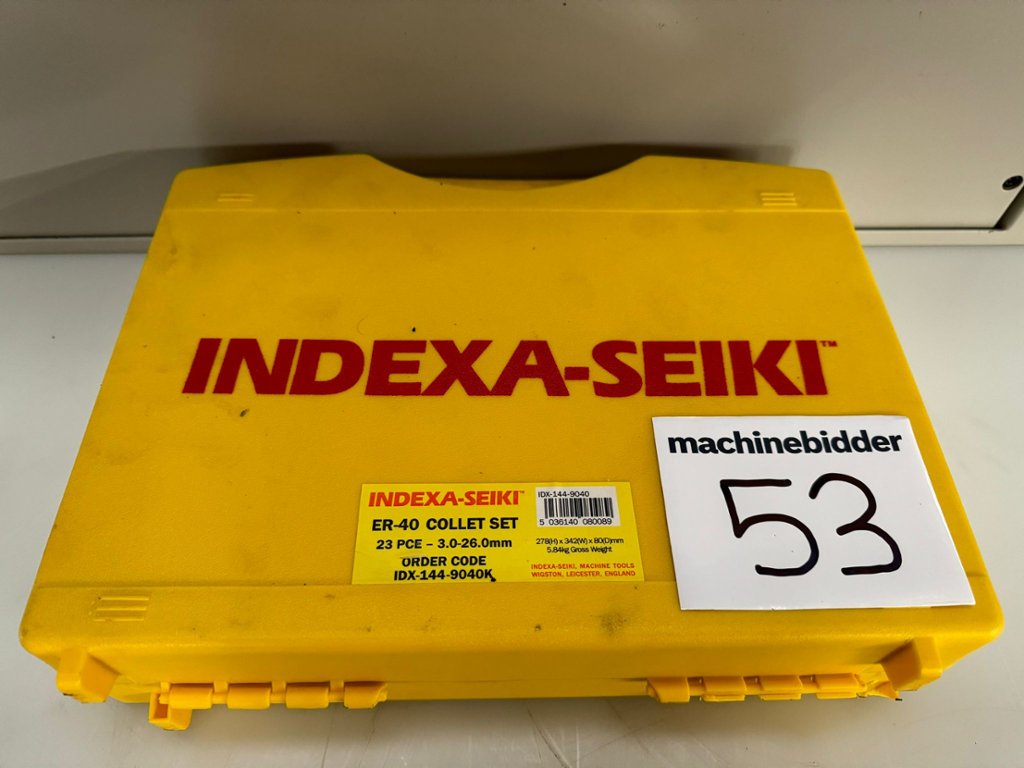 INDEXA-SEIKI™
machinebidder
53
INDEXA-SEIKI™
ER-40 COLLET SET
23 PCE – 3.0-26.0mm
ORDER CODE
IDX-144-9040K
IDX-144-9040
5 036140 080089
278(H) x 342(W) x 80(D)mm
5.84kg Gross Weight
INDEXA-SEIKI, MACHINE TOOLS
WIGSTON, LEICESTER, ENGLAND